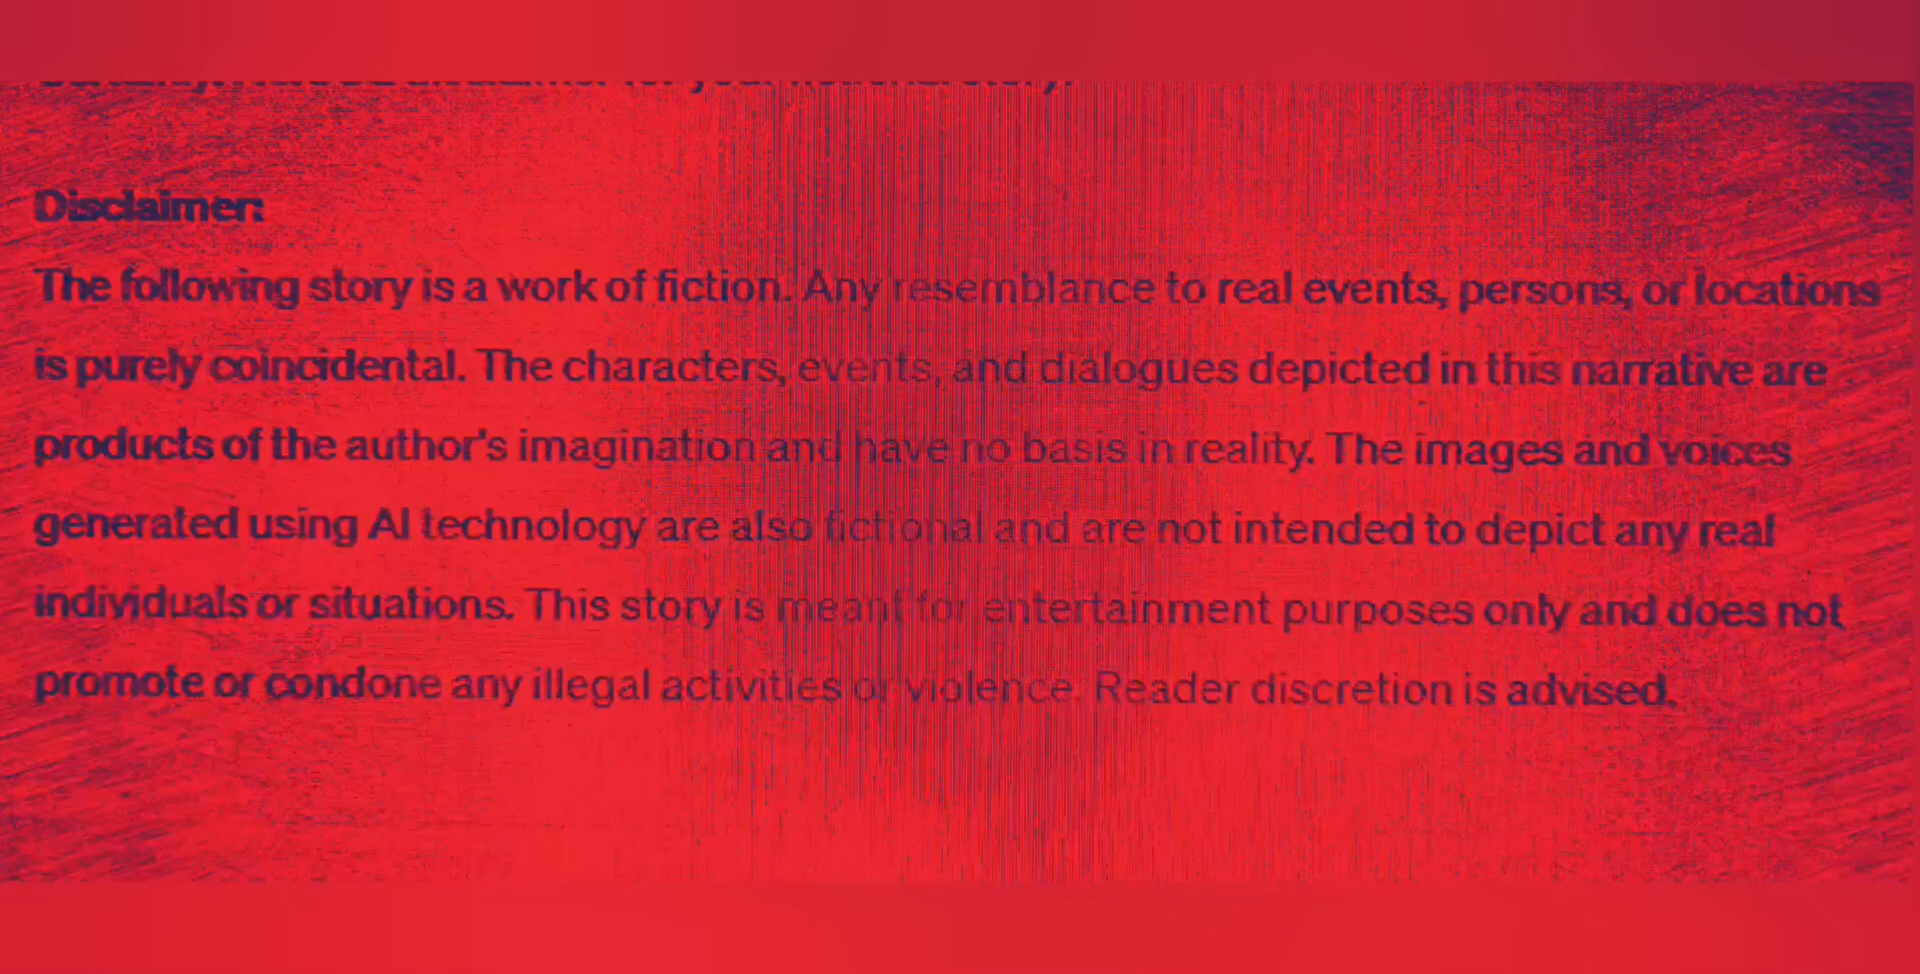 Disclaimer:
The following story is a work of fiction. Any resemblance to real events, persons, or locations
is purely coincidental. The characters, events, and dialogues depicted in this narrative are
products of the author's imagination and have no basis in reality. The images and voices
generated using AI technology are also fictional and are not intended to depict any real
individuals or situations. This story is meant for entertainment purposes only and does not
promote or condone any illegal activities or violence. Reader discretion is advised.